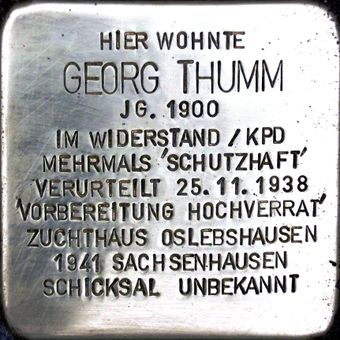 HIER WOHNTE
GEORG THUMM
JG. 1900
IM WIDERSTAND / KPD
MEHRMALS 'SCHUTZHAFT'
VERURTEILT 25.11.1938
'VORBEREITUNG HOCHVERRAT'
ZUCHTHAUS OSLEBSHAUSEN
1941 SACHSENHAUSEN
SCHICKSAL UNBEKANNT